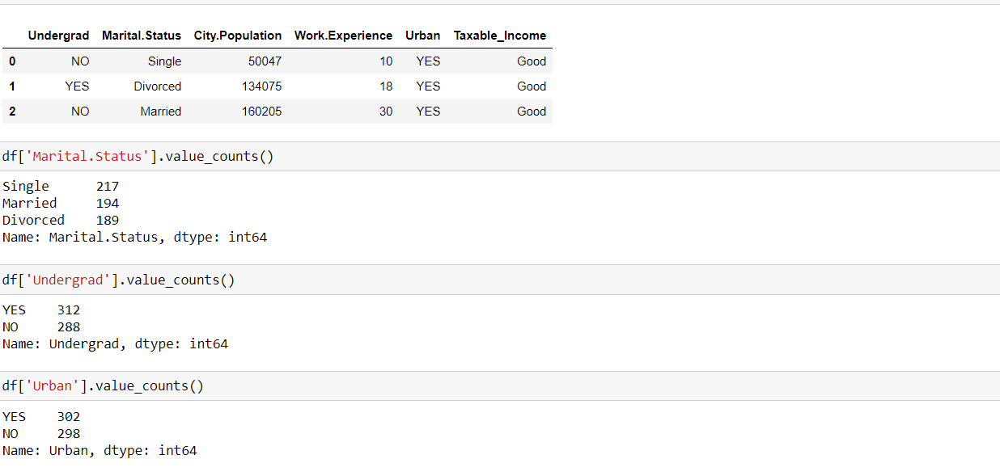 Undergrad Marital.Status City.Population Work.Experience Urban Taxable_Income
0 NO Single 50047 10 YES Good
1 YES Divorced 134075 18 YES Good
2 NO Married 160205 30 YES Good
df['Marital.Status'].value_counts()
Single 217
Married 194
Divorced 189
Name: Marital.Status, dtype: int64
df['Undergrad'].value_counts()
YES 312
NO 288
Name: Undergrad, dtype: int64
df['Urban'].value_counts()
YES 302
NO 298
Name: Urban, dtype: int64